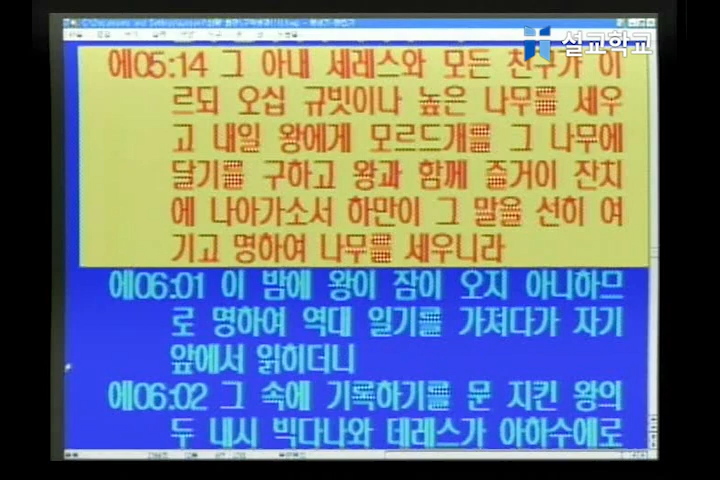 설교학교
에05:14 그 아내 세레스와 모든 친구가 이
르되 오십 규빗이나 높은 나무를 세우
고 내일 왕에게 모르드개를 그 나무에
달기를 구하고 왕과 함께 즐거이 잔치
에 나아가소서 하만이 그 말을 선히 여
기고 명하여 나무를 세우니라
에06:01 이 밤에 왕이 잠이 오지 아니하므
로 명하여 역대 일기를 가져다가 자기
앞에서 읽히더니
에06:02 그 속에 기록하기를 문 지킨 왕의
두 내시 빅다나와 데레스가 아하수에로